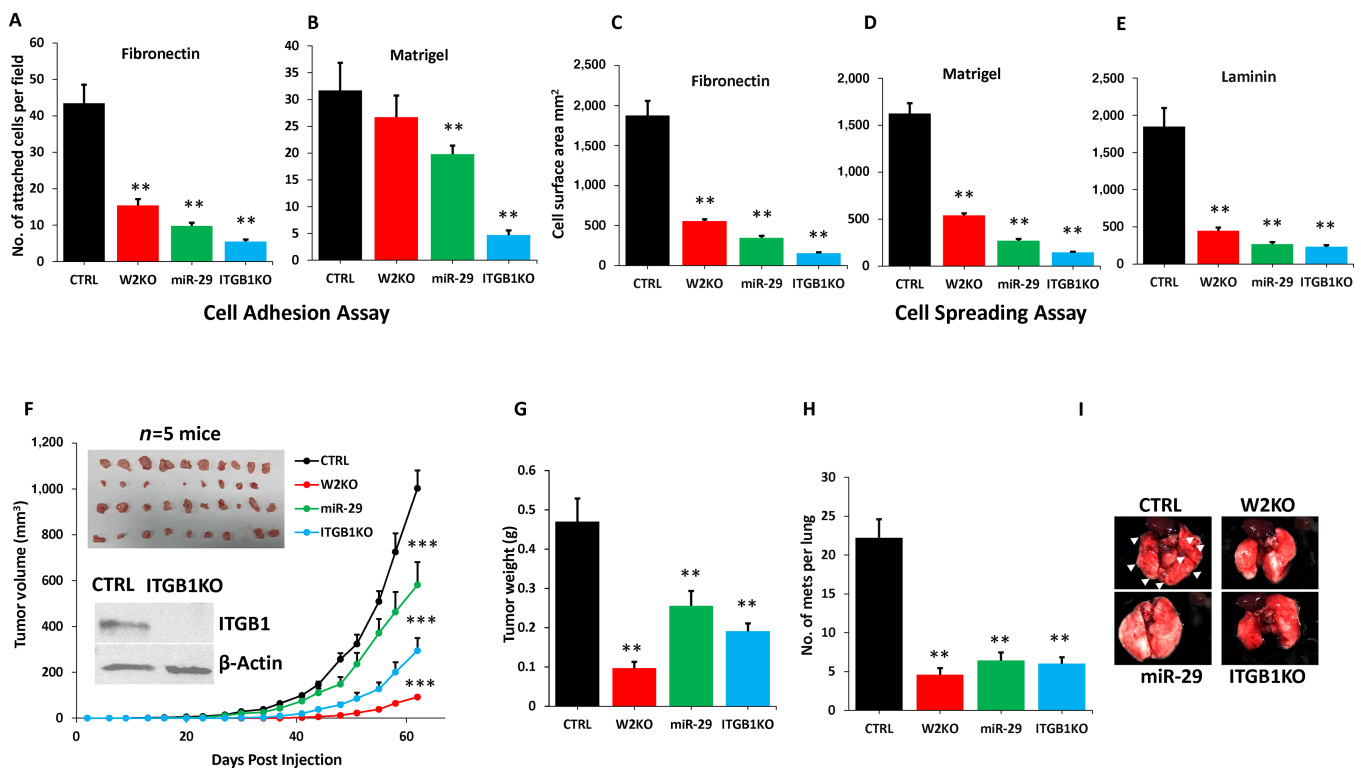 A
B
C
D
E
No. of attached cells per field
60
50
40
30
20
10
0
Fibronectin
**
**
**
CTRL
W2KO
miR-29
ITGB1KO
40
35
30
25
20
15
10
5
0
Matrigel
**
**
CTRL
W2KO
miR-29
ITGB1KO
Cell Adhesion Assay
Cell surface area mm²
2,500
2,000
1,500
1,000
500
0
Fibronectin
**
**
**
CTRL
W2KO
miR-29
ITGB1KO
2,000
1,500
1,000
500
0
Matrigel
**
**
**
CTRL
W2KO
miR-29
ITGB1KO
2,500
2,000
1,500
1,000
500
0
Laminin
**
**
**
CTRL
W2KO
miR-29
ITGB1KO
Cell Spreading Assay
F
G
H
I
n=5 mice
Tumor volume (mm³)
1,200
1,000
800
600
400
200
0
CTRL
W2KO
miR-29
ITGB1KO
***
***
***
CTRL ITGB1KO
ITGB1
β-Actin
0
20
40
60
Days Post Injection
Tumor weight (g)
0.6
0.5
0.4
0.3
0.2
0.1
0
**
**
**
CTRL
W2KO
miR-29
ITGB1KO
No. of mets per lung
30
25
20
15
10
5
0
**
**
**
CTRL
W2KO
miR-29
ITGB1KO
CTRL
W2KO
miR-29
ITGB1KO